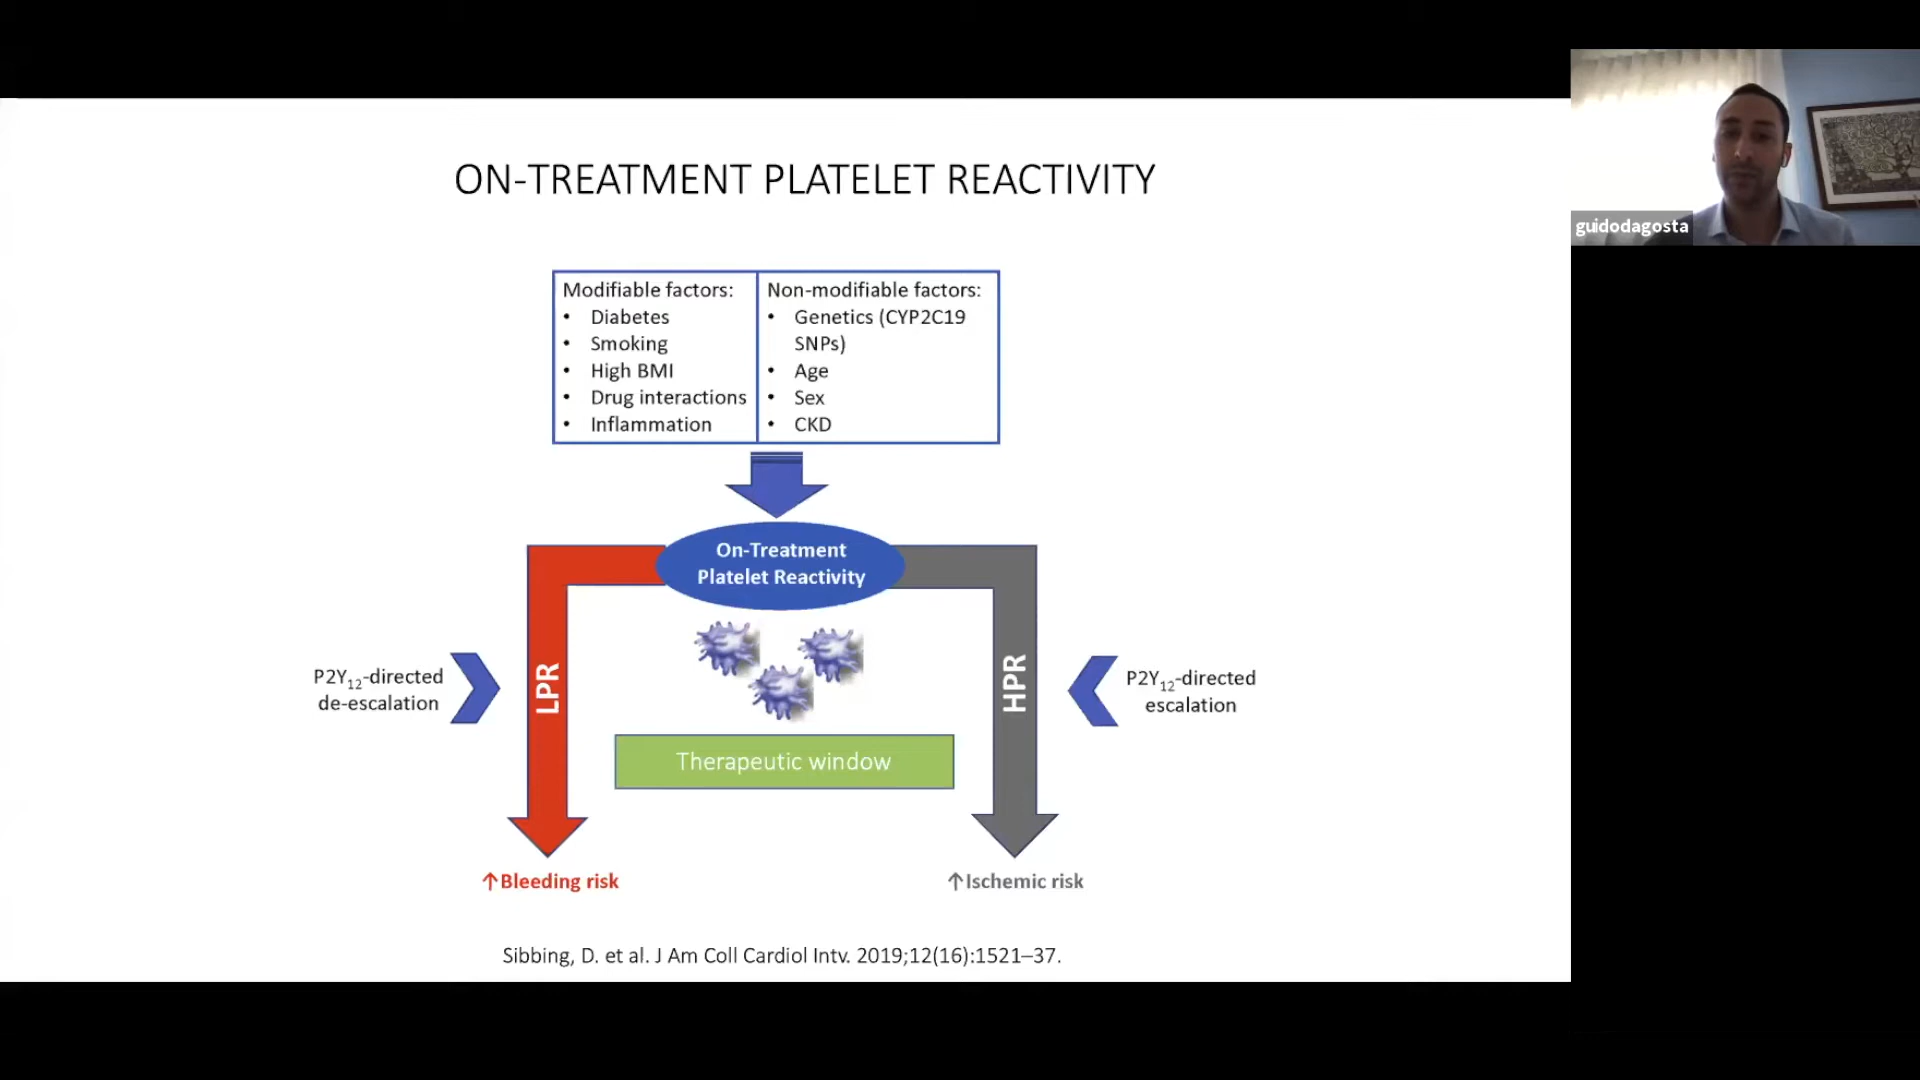 ON-TREATMENT PLATELET REACTIVITY
guidodagosta
Modifiable factors:
• Diabetes
• Smoking
• High BMI
• Drug interactions
• Inflammation
Non-modifiable factors:
• Genetics (CYP2C19
SNPs)
• Age
• Sex
• CKD
On-Treatment
Platelet Reactivity
P2Y12-directed
de-escalation
LPR
HPR
P2Y12-directed
escalation
Therapeutic window
↑Bleeding risk
↑Ischemic risk
Sibbing, D. et al. J Am Coll Cardiol Intv. 2019;12(16):1521–37.